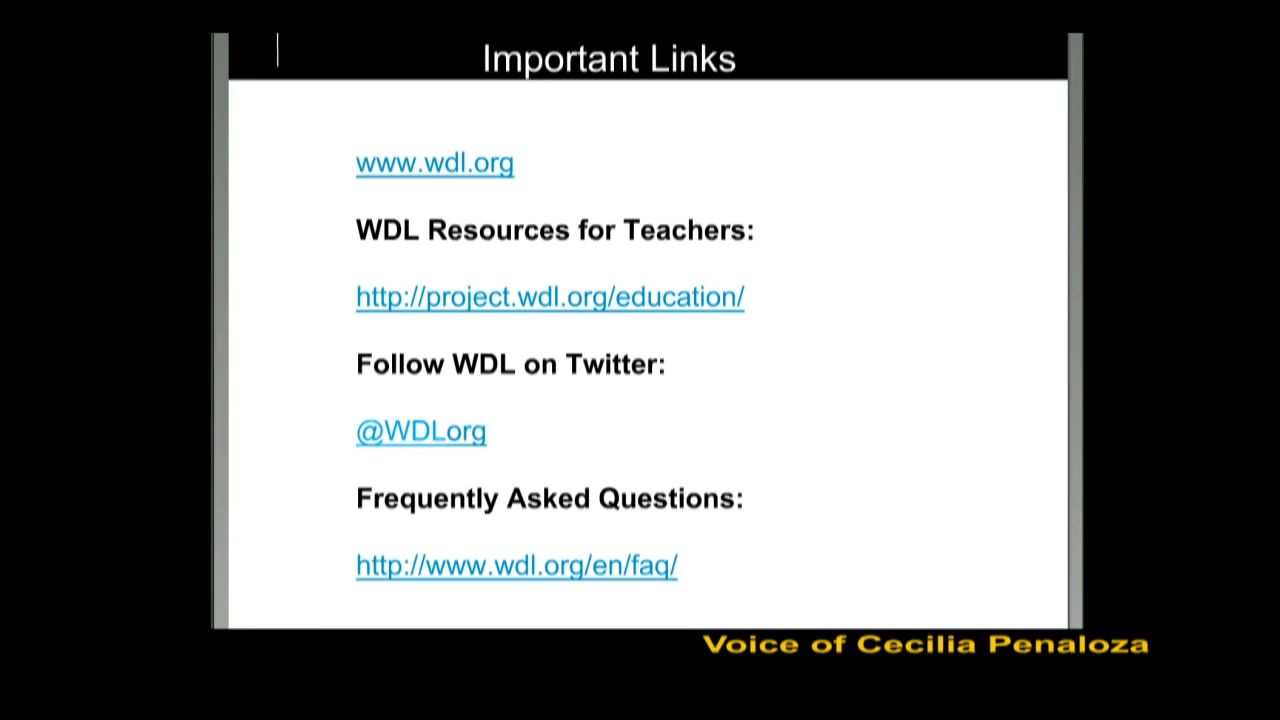 Important Links
www.wdl.org
WDL Resources for Teachers:
http://project.wdl.org/education/
Follow WDL on Twitter:
@WDLorg
Frequently Asked Questions:
http://www.wdl.org/en/faq/
Voice of Cecilia Penaloza